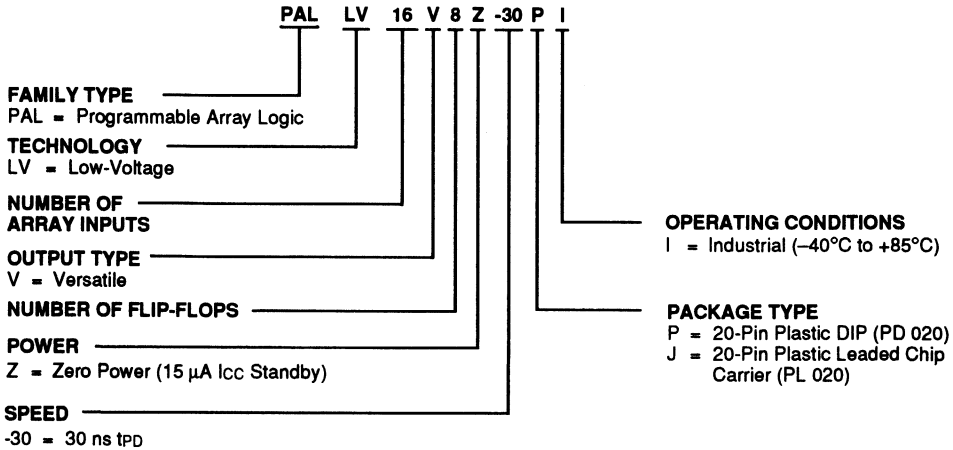 PAL LV 16 V 8 Z -30 P I
FAMILY TYPE
PAL = Programmable Array Logic
TECHNOLOGY
LV = Low-Voltage
NUMBER OF
ARRAY INPUTS
OUTPUT TYPE
V = Versatile
NUMBER OF FLIP-FLOPS
POWER
Z = Zero Power (15 µA ICC Standby)
SPEED
-30 = 30 ns tPD
OPERATING CONDITIONS
I = Industrial (–40°C to +85°C)
PACKAGE TYPE
P = 20-Pin Plastic DIP (PD 020)
J = 20-Pin Plastic Leaded Chip
Carrier (PL 020)